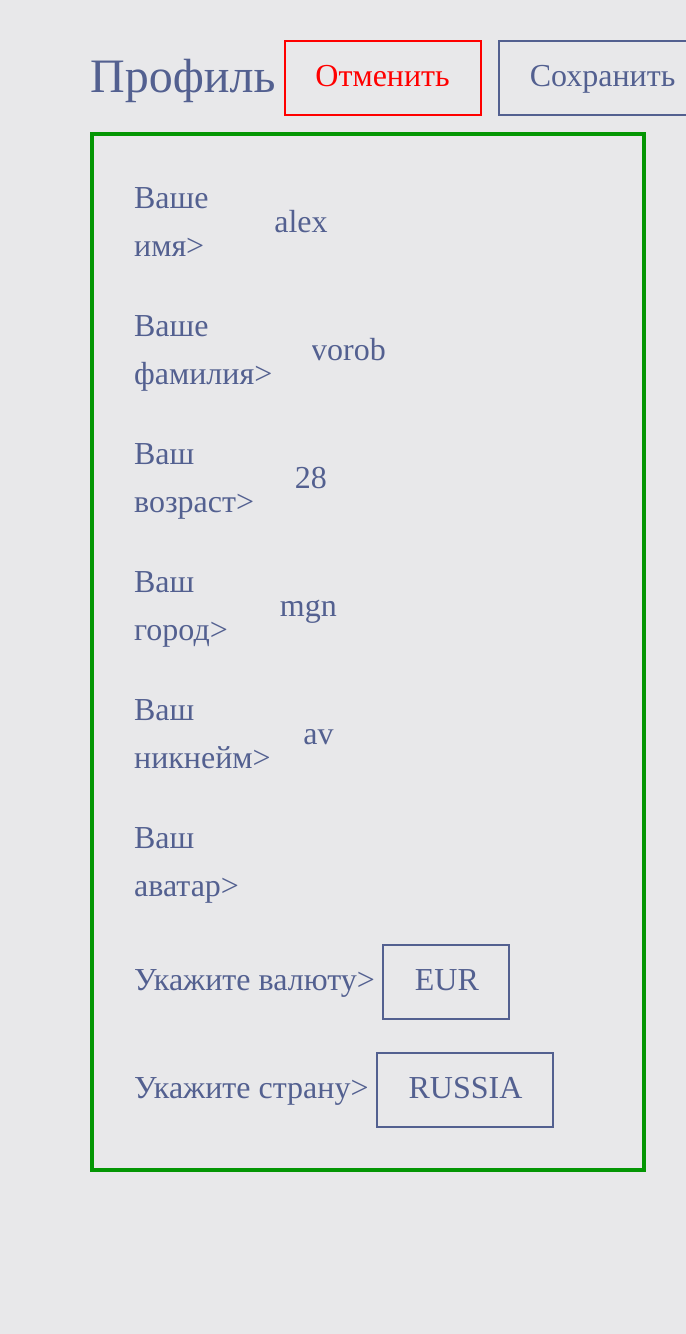 Профиль Отменить Сохранить
Ваше
имя> alex
Ваше
фамилия> vorob
Ваш
возраст> 28
Ваш
город> mgn
Ваш
никнейм> av
Ваш
аватар>
Укажите валюту> EUR
Укажите страну> RUSSIA